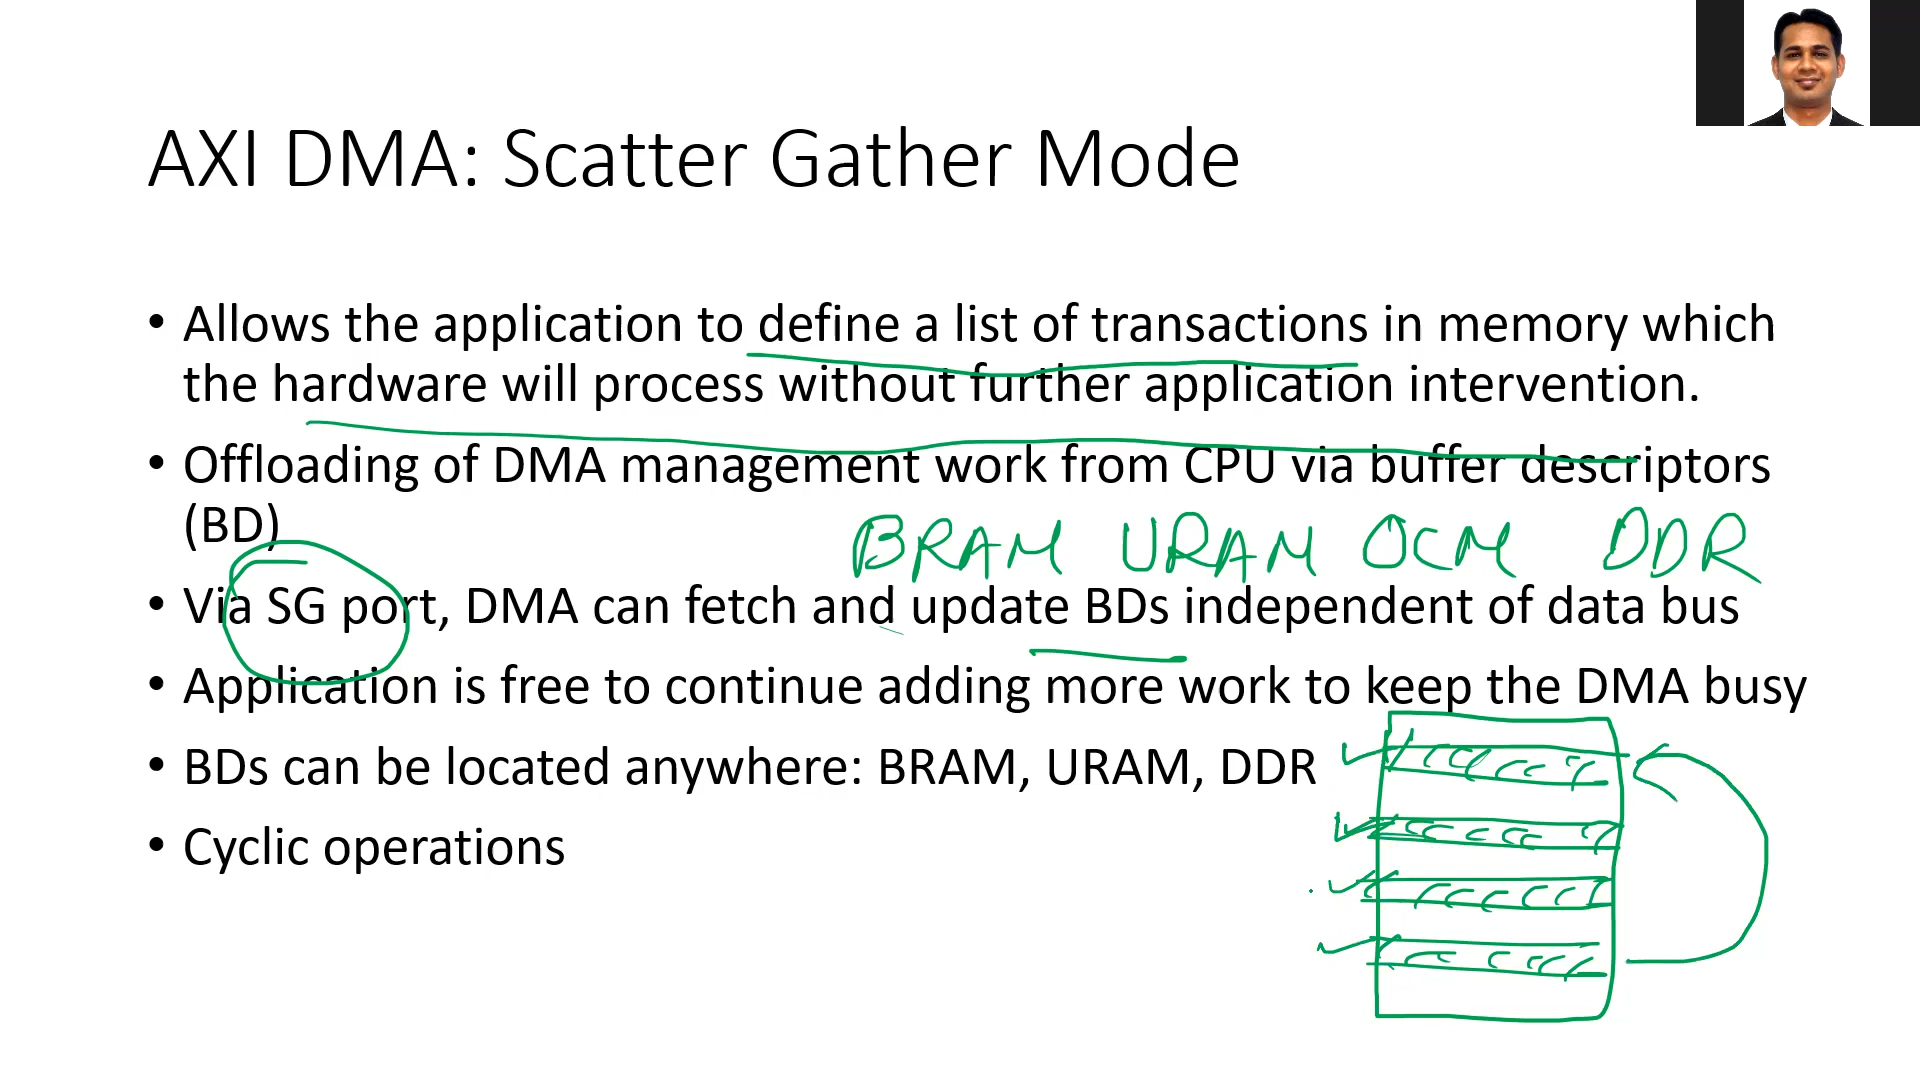 AXI DMA: Scatter Gather Mode
• Allows the application to define a list of transactions in memory which
the hardware will process without further application intervention.
• Offloading of DMA management work from CPU via buffer descriptors
(BD)
BRAM URAM OCM DDR
• Via SG port, DMA can fetch and update BDs independent of data bus
• Application is free to continue adding more work to keep the DMA busy
• BDs can be located anywhere: BRAM, URAM, DDR
• Cyclic operations